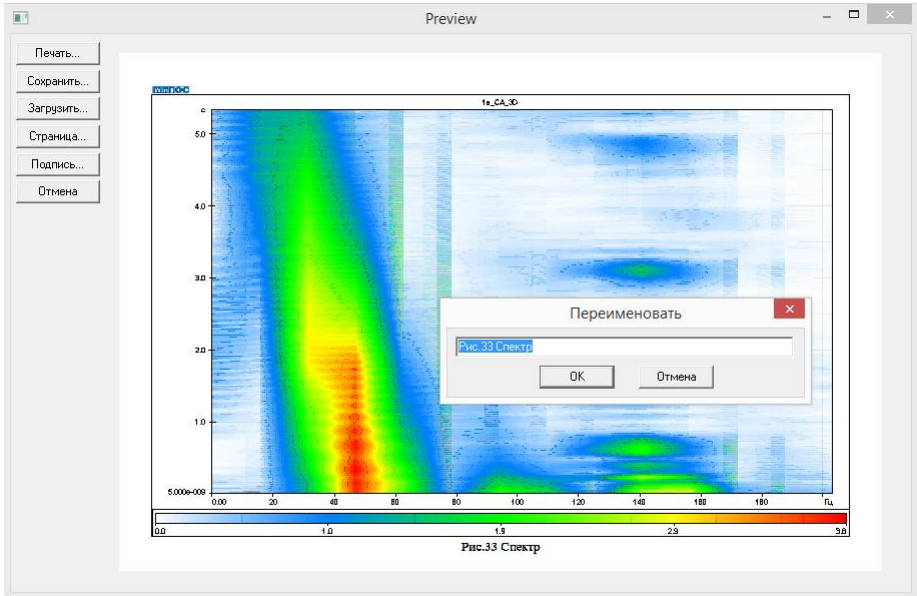 Preview
Печать...
Сохранить...
Загрузить...
Страница...
Подпись...
Отмена
1a_CA_3D
с
5.0
4.0
3.0
2.0
1.0
5.000e-009
0.00 20 40 60 80 100 120 140 160 180 Гц
0.0 1.0 1.9 2.9 3.8
Рис.33 Спектр
Переименовать
Рис.33 Спектр
OK Отмена